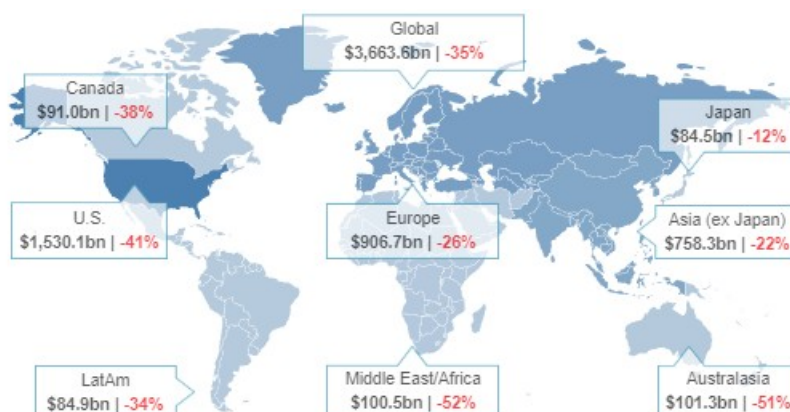 Global
$3,663.6bn | -35%
Canada
$91.0bn | -38%
Japan
$84.5bn | -12%
U.S.
$1,530.1bn | -41%
Europe
$906.7bn | -26%
Asia (ex Japan)
$758.3bn | -22%
LatAm
$84.9bn | -34%
Middle East/Africa
$100.5bn | -52%
Australasia
$101.3bn | -51%